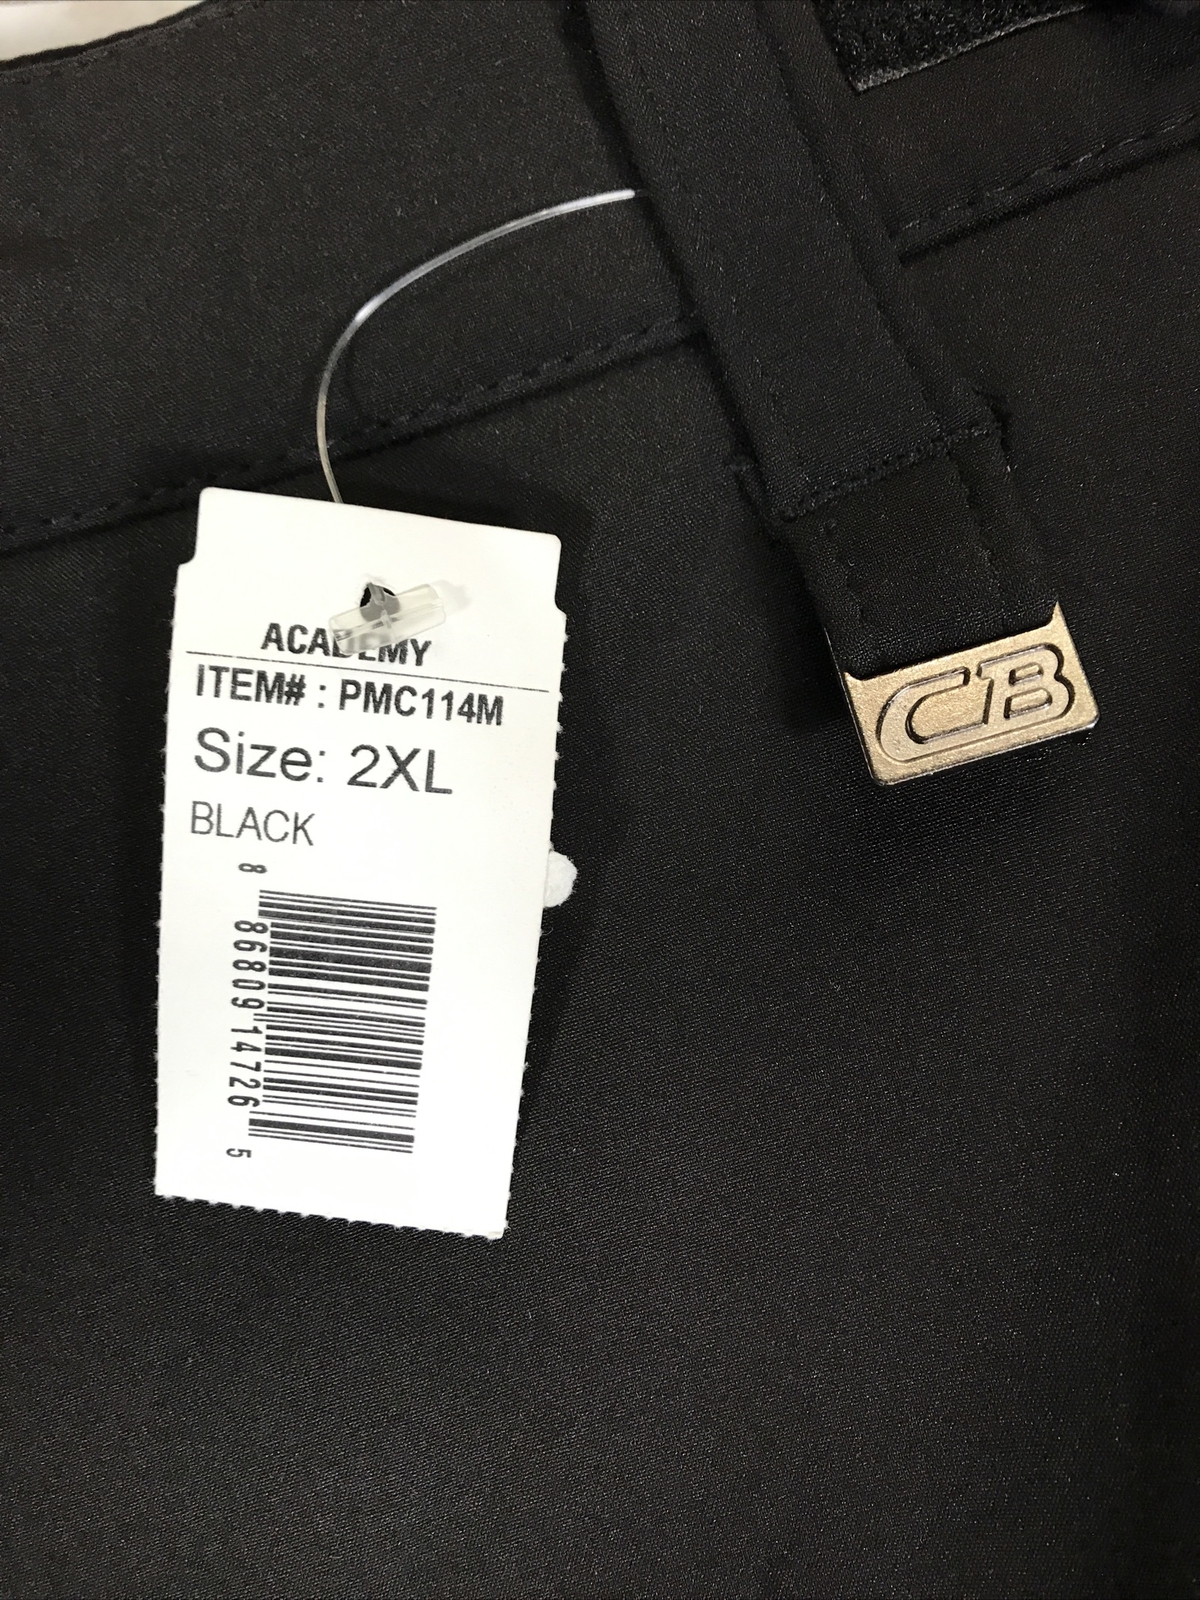 ACADEMY
ITEM# : PMC114M
Size: 2XL
BLACK
8 86809 14726 5
CB